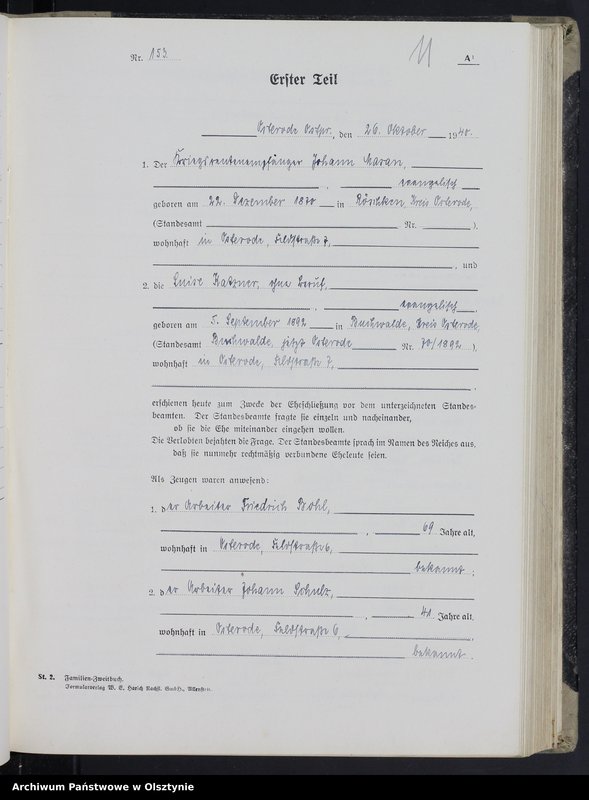 Nr. 153
11
A¹
Erster Teil
Osterode Ostpr., den 26. Oktober 1940.
1. Der Kriegsrentenempfänger Johann Maran,
, evangelisch
geboren am 22. Dezember 1870 in Röschken, Kreis Osterode,
(Standesamt Nr. ).
wohnhaft in Osterode, Feldstraße 7,
, und
2. die Luise Katzner, ohne Beruf,
, evangelisch
geboren am 5. September 1892 in Buchwalde, Kreis Osterode,
(Standesamt Buchwalde, jetzt Osterode Nr. 70/1892 ).
wohnhaft in Osterode, Feldstraße 7,
.
erschienen heute zum Zwecke der Eheschließung vor dem unterzeichneten Standes-
beamten. Der Standesbeamte fragte sie einzeln und nacheinander,
ob sie die Ehe miteinander eingehen wollen.
Die Verlobten bejahten die Frage. Der Standesbeamte sprach im Namen des Reiches aus,
daß sie nunmehr rechtmäßig verbundene Eheleute seien.
Als Zeugen waren anwesend:
1. der Arbeiter Friedrich Bohl,
, 69 Jahre alt,
wohnhaft in Osterode, Feldstraße 6,
bekannt ;
2. der Arbeiter Johann Schulz,
, 41 Jahre alt,
wohnhaft in Osterode, Feldstraße 6,
bekannt .
St. 2. Familien-Zweitbuch.
Formularverlag W. E. Harich Nachfl. GmbH., Allenstein.
Archiwum Państwowe w Olsztynie